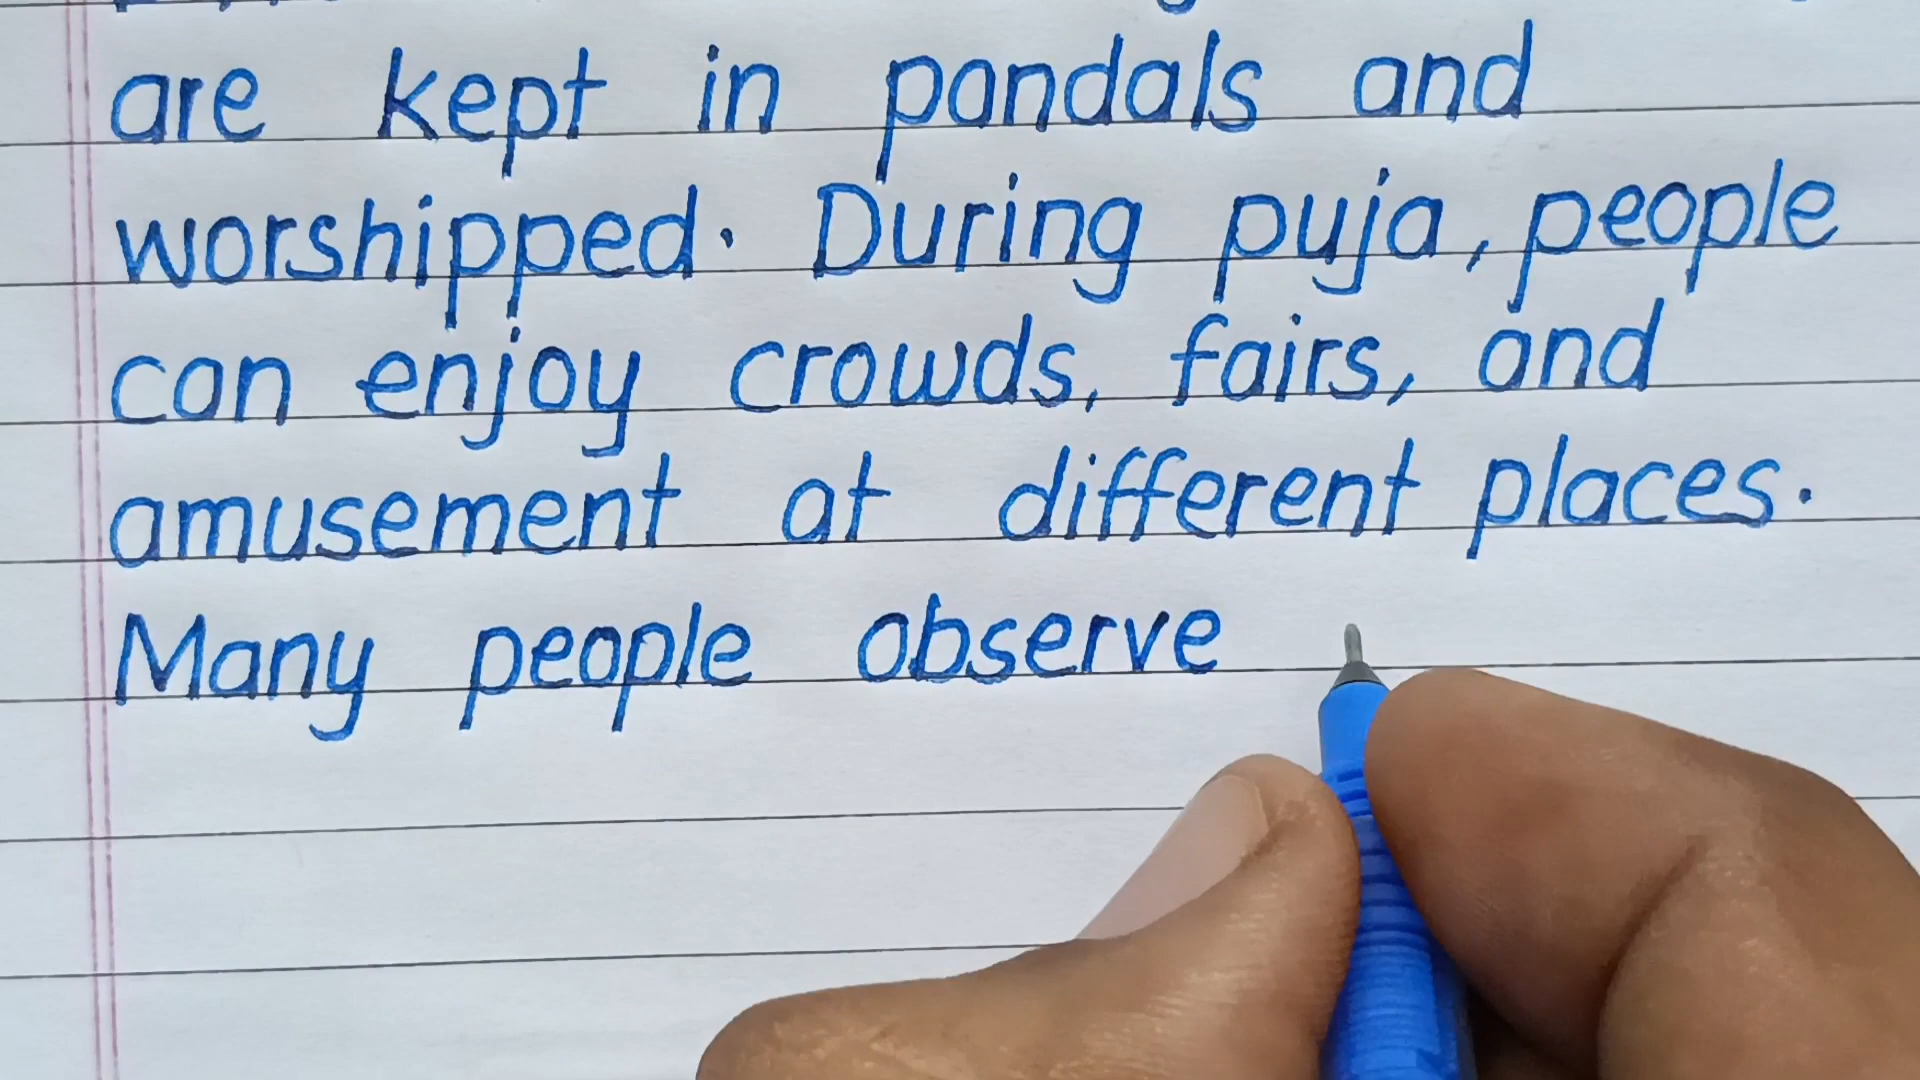 are kept in pandals and
worshipped. During puja, people
can enjoy crowds, fairs, and
amusement at different places.
Many people observe